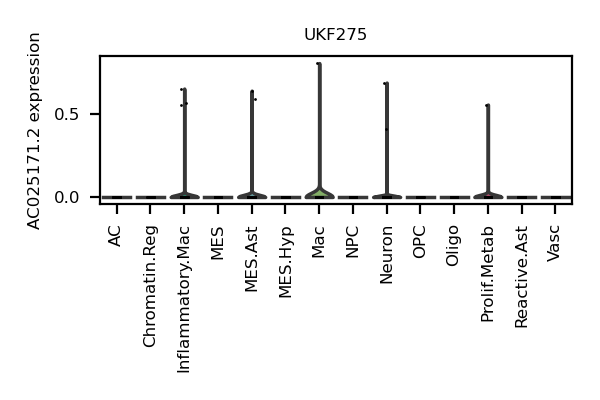 UKF275
AC025171.2 expression
0.5
0.0
AC
Chromatin.Reg
Inflammatory.Mac
MES
MES.Ast
MES.Hyp
Mac
NPC
Neuron
OPC
Oligo
Prolif.Metab
Reactive.Ast
Vasc